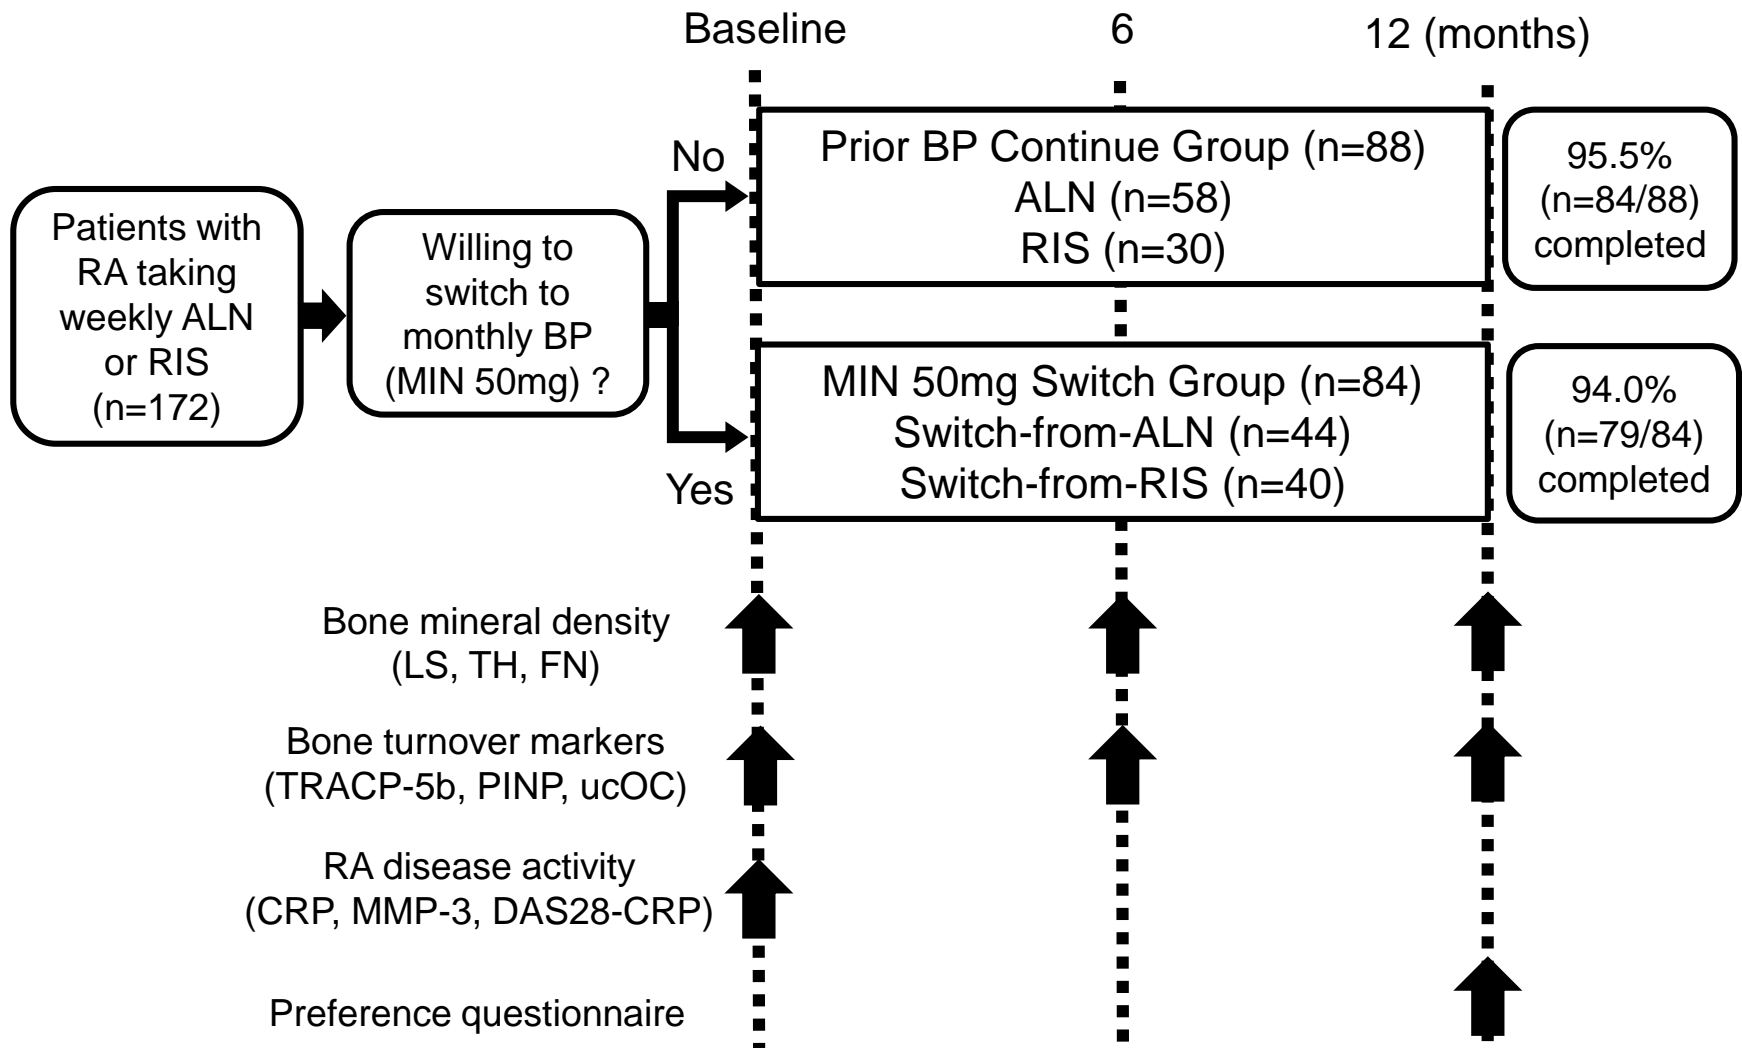 Baseline
6
12 (months)
Patients with
RA taking
weekly ALN
or RIS
(n=172)
Willing to
switch to
monthly BP
(MIN 50mg) ?
No
Yes
Prior BP Continue Group (n=88)
ALN (n=58)
RIS (n=30)
95.5%
(n=84/88)
completed
MIN 50mg Switch Group (n=84)
Switch-from-ALN (n=44)
Switch-from-RIS (n=40)
94.0%
(n=79/84)
completed
Bone mineral density
(LS, TH, FN)
Bone turnover markers
(TRACP-5b, PINP, ucOC)
RA disease activity
(CRP, MMP-3, DAS28-CRP)
Preference questionnaire